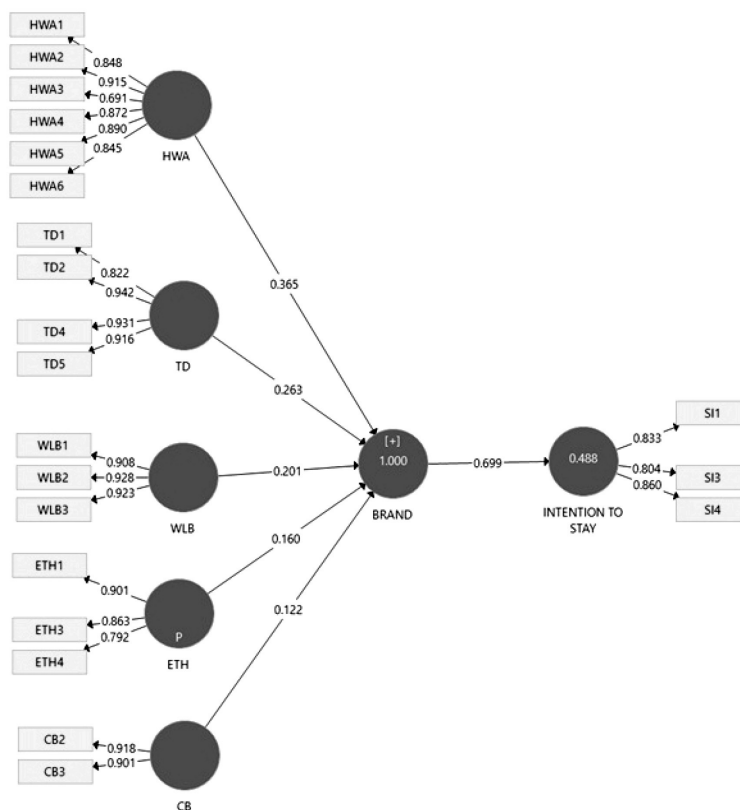 HWA1
HWA2
HWA3
HWA4
HWA5
HWA6
0.848
0.915
0.691
0.872
0.890
0.845
HWA
0.365
TD1
TD2
TD4
TD5
0.822
0.942
0.931
0.916
TD
0.263
WLB1
WLB2
WLB3
0.908
0.928
0.923
WLB
0.201
ETH1
ETH3
ETH4
0.901
0.863
0.792
P
ETH
0.160
CB2
CB3
0.918
0.901
CB
0.122
[+]
1.000
BRAND
0.699
0.488
INTENTION TO
STAY
0.833
0.804
0.860
SI1
SI3
SI4